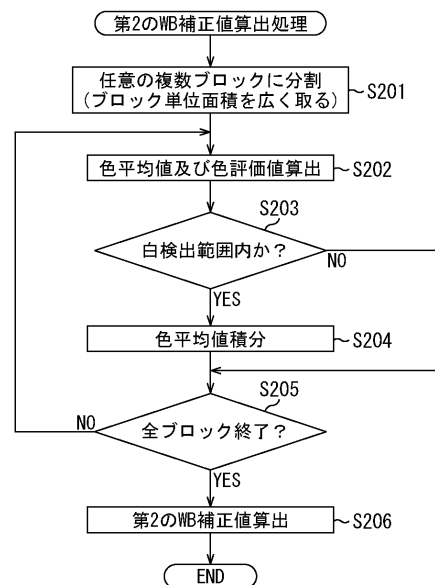 第2のWB補正値算出処理
任意の複数ブロックに分割
(ブロック単位面積を広く取る)
S201
色平均値及び色評価値算出
S202
S203
白検出範囲内か?
NO
YES
色平均値積分
S204
S205
全ブロック終了?
NO
YES
第2のWB補正値算出
S206
END